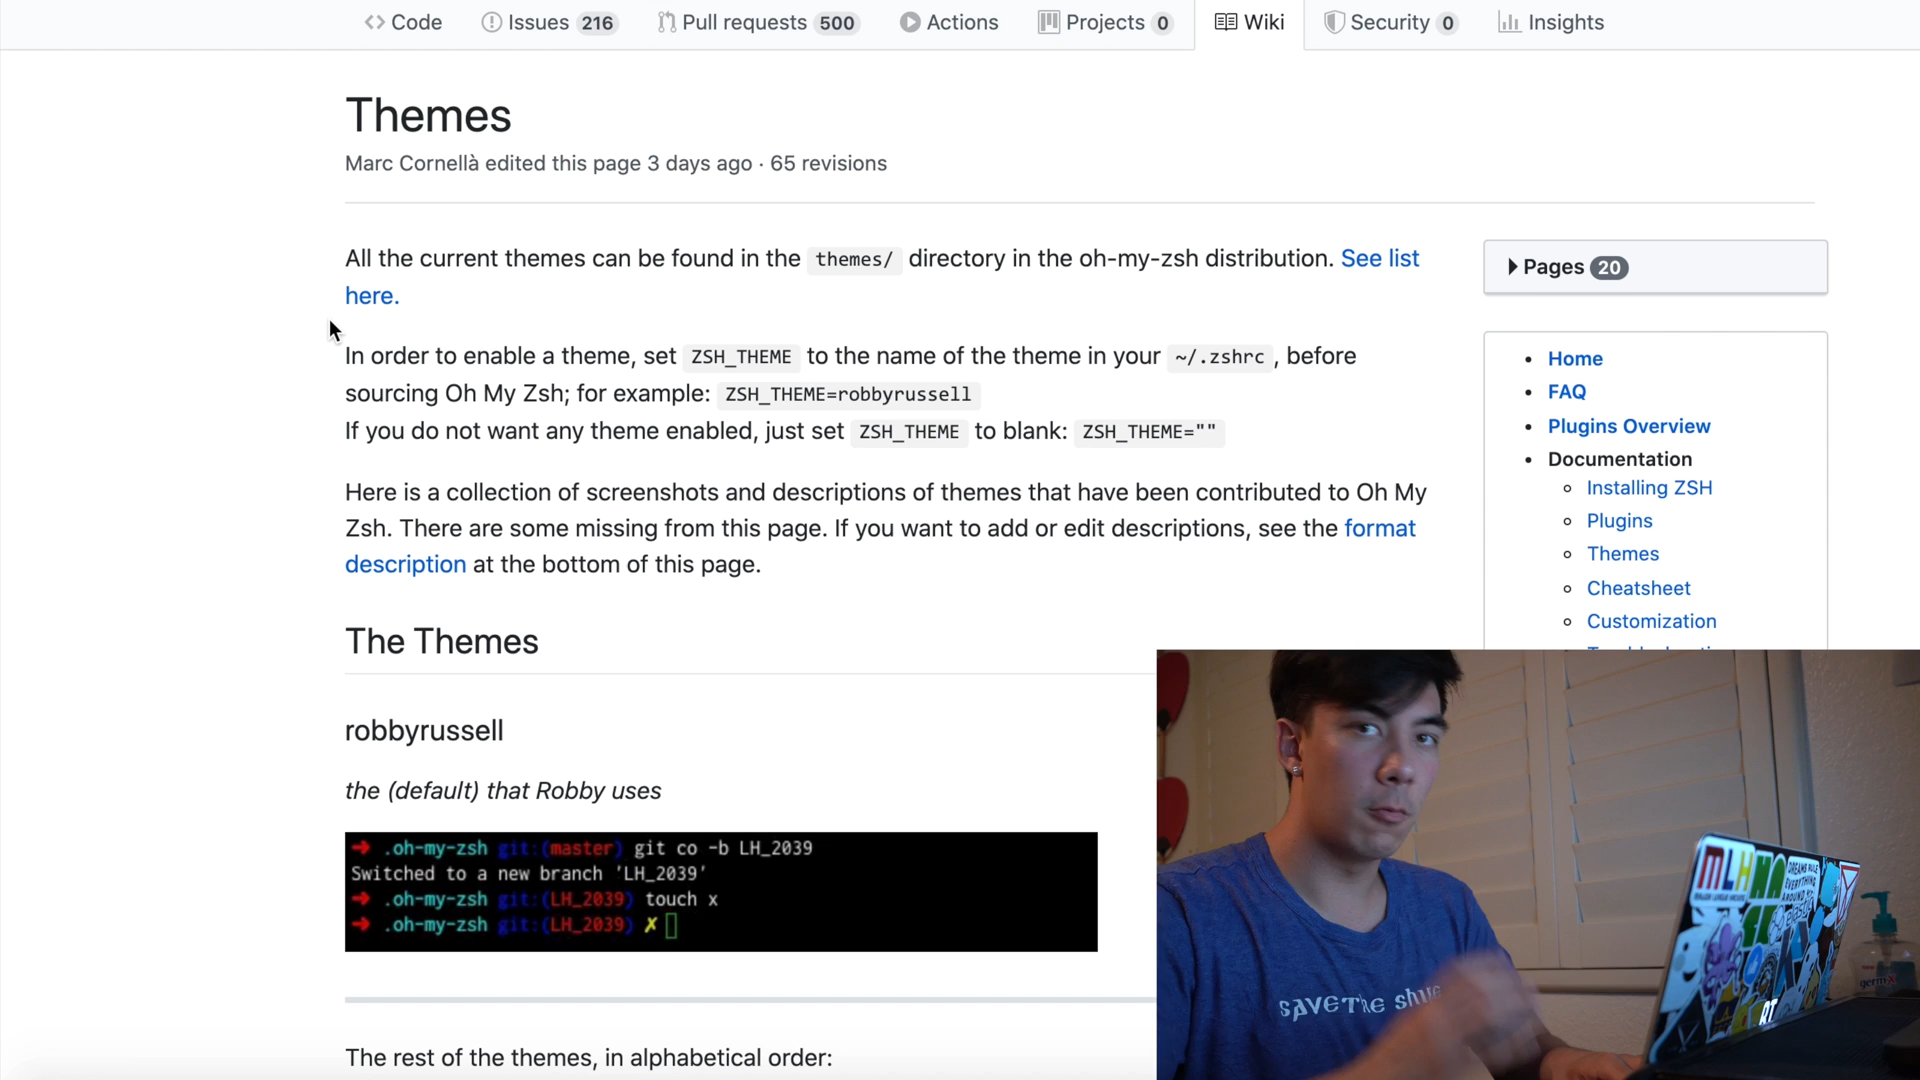 Code Issues 216 Pull requests 500 Actions Projects 0 Wiki Security 0 Insights
Themes
Marc Cornellà edited this page 3 days ago · 65 revisions
All the current themes can be found in the themes/ directory in the oh-my-zsh distribution. See list
here.
In order to enable a theme, set ZSH_THEME to the name of the theme in your ~/.zshrc , before
sourcing Oh My Zsh; for example: ZSH_THEME=robbyrussell
If you do not want any theme enabled, just set ZSH_THEME to blank: ZSH_THEME=""
Here is a collection of screenshots and descriptions of themes that have been contributed to Oh My
Zsh. There are some missing from this page. If you want to add or edit descriptions, see the format
description at the bottom of this page.
The Themes
robbyrussell
the (default) that Robby uses
➜ .oh-my-zsh git:(master) git co -b LH_2039
Switched to a new branch 'LH_2039'
➜ .oh-my-zsh git:(LH_2039) touch x
➜ .oh-my-zsh git:(LH_2039) ✗
The rest of the themes, in alphabetical order:
Pages 20
Home
FAQ
Plugins Overview
Documentation
Installing ZSH
Plugins
Themes
Cheatsheet
Customization
SAVE THE
MLH
DREAMS RULE
EVERYTHING
AROUND ME
RT
germ-x